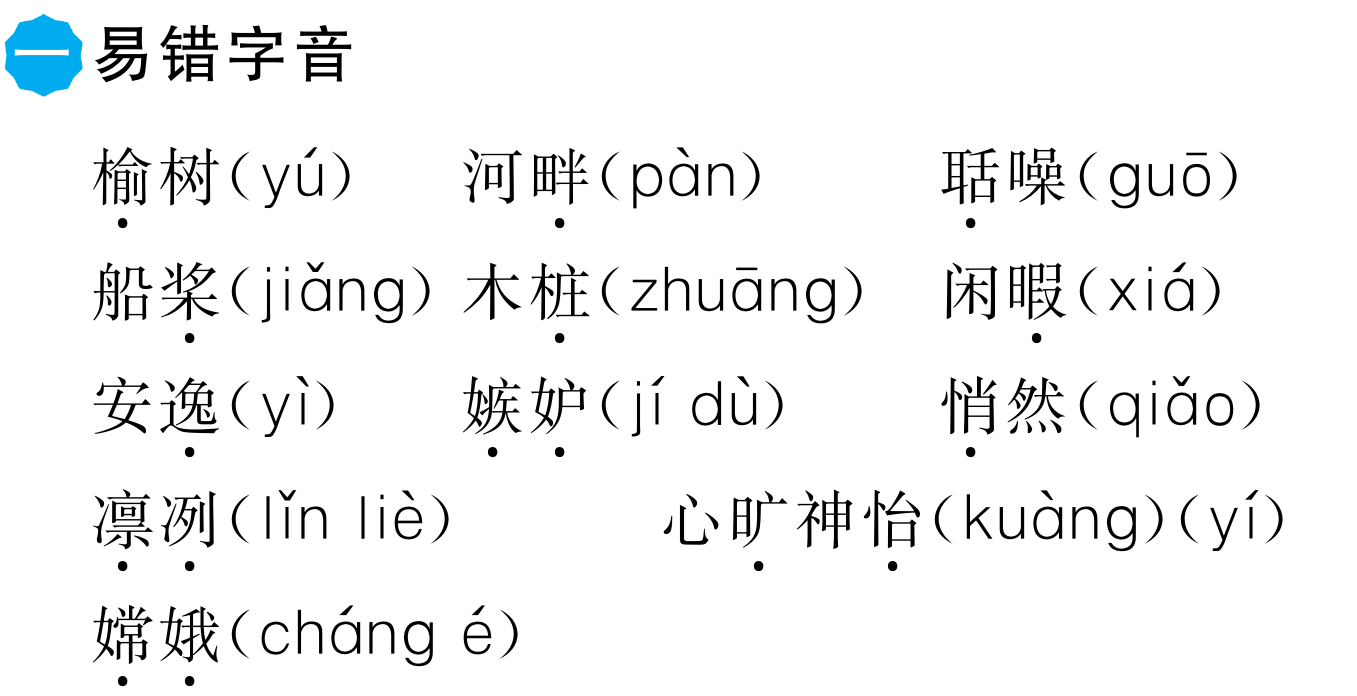 一 易错字音
榆树(yú) 河畔(pàn) 聒噪(guō)
船桨(jiǎng) 木桩(zhuāng) 闲暇(xiá)
安逸(yì) 嫉妒(jí dù) 悄然(qiǎo)
凛冽(lǐn liè) 心旷神怡(kuàng)(yí)
嫦娥(cháng é)